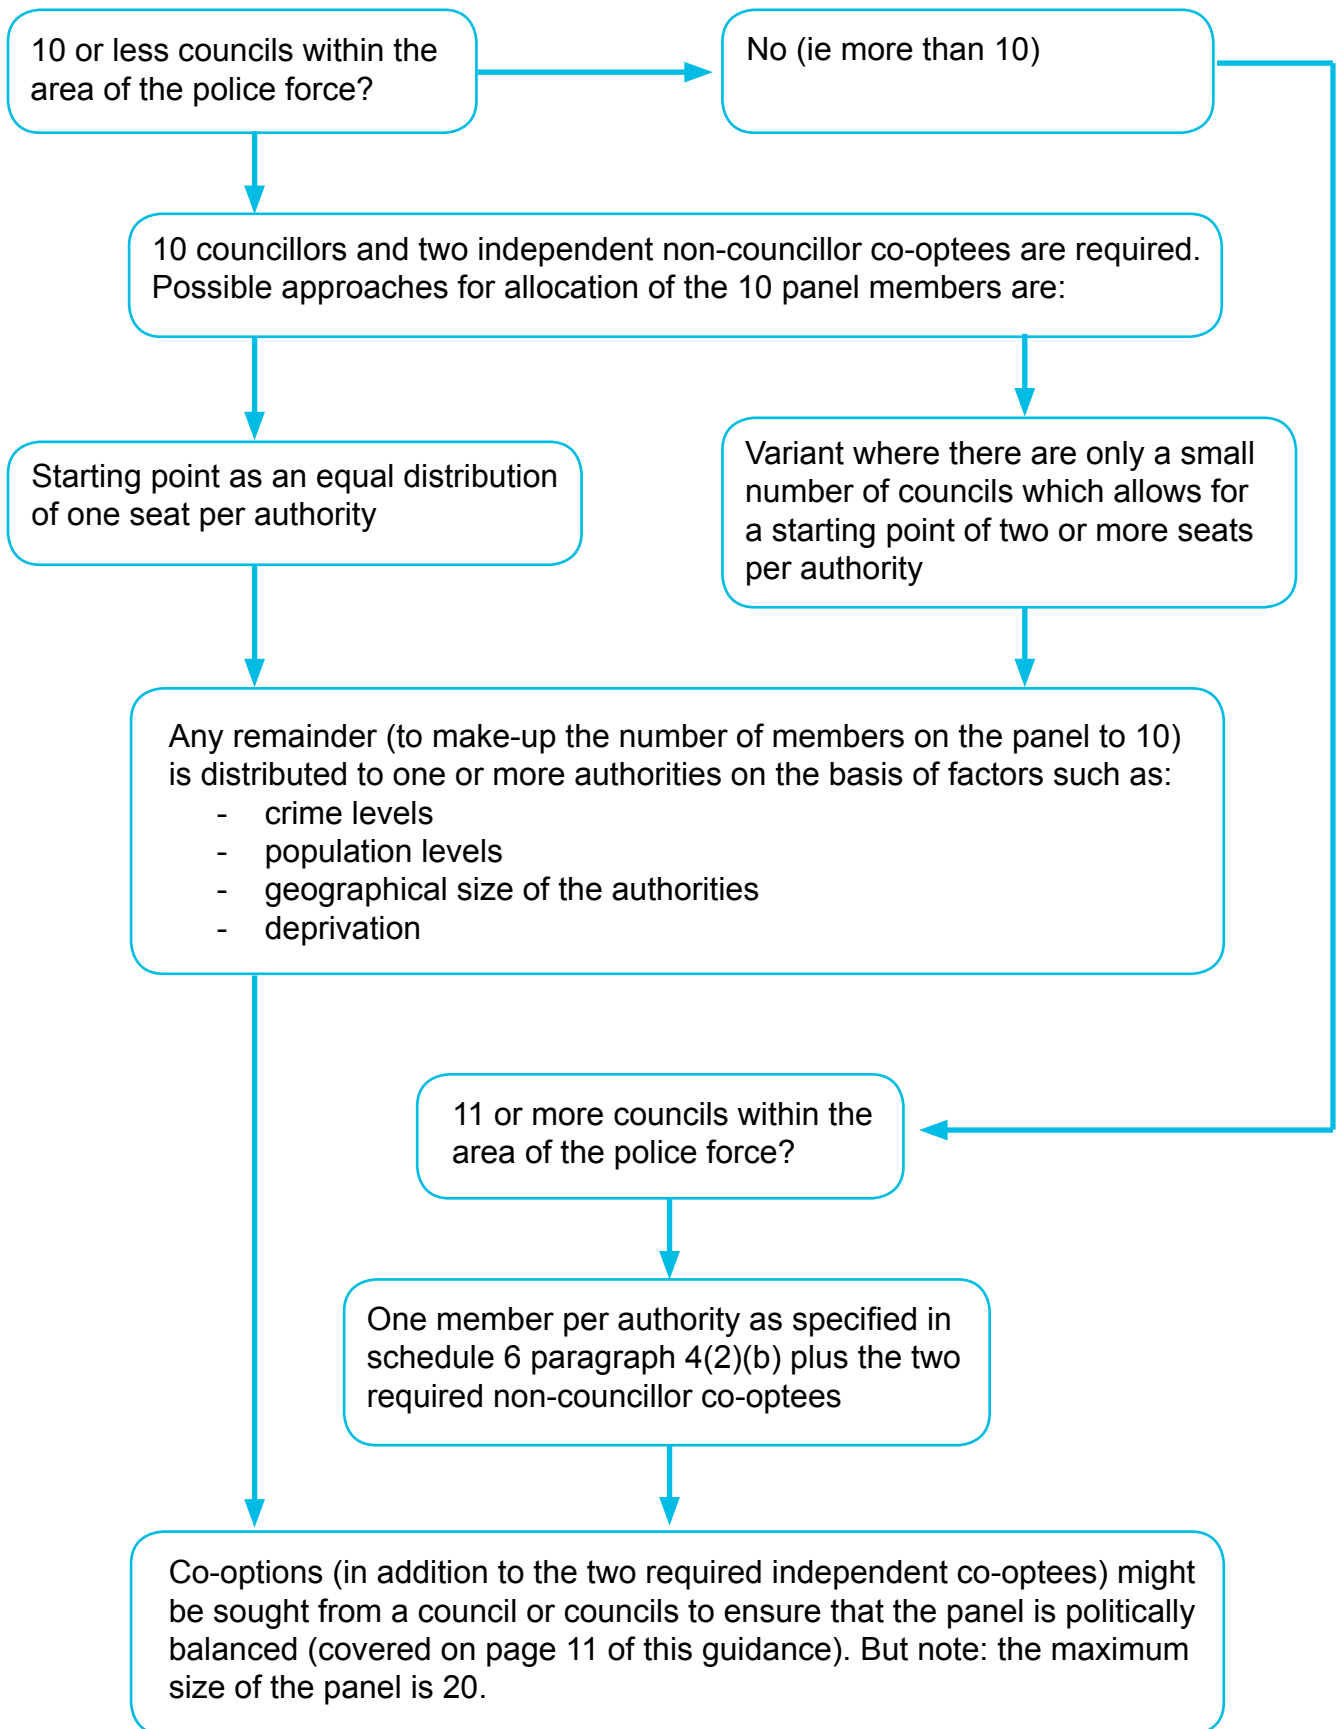 10 or less councils within the
area of the police force?
No (ie more than 10)
10 councillors and two independent non-councillor co-optees are required.
Possible approaches for allocation of the 10 panel members are:
Starting point as an equal distribution
of one seat per authority
Variant where there are only a small
number of councils which allows for
a starting point of two or more seats
per authority
Any remainder (to make-up the number of members on the panel to 10)
is distributed to one or more authorities on the basis of factors such as:
- crime levels
- population levels
- geographical size of the authorities
- deprivation
11 or more councils within the
area of the police force?
One member per authority as specified in
schedule 6 paragraph 4(2)(b) plus the two
required non-councillor co-optees
Co-options (in addition to the two required independent co-optees) might
be sought from a council or councils to ensure that the panel is politically
balanced (covered on page 11 of this guidance). But note: the maximum
size of the panel is 20.